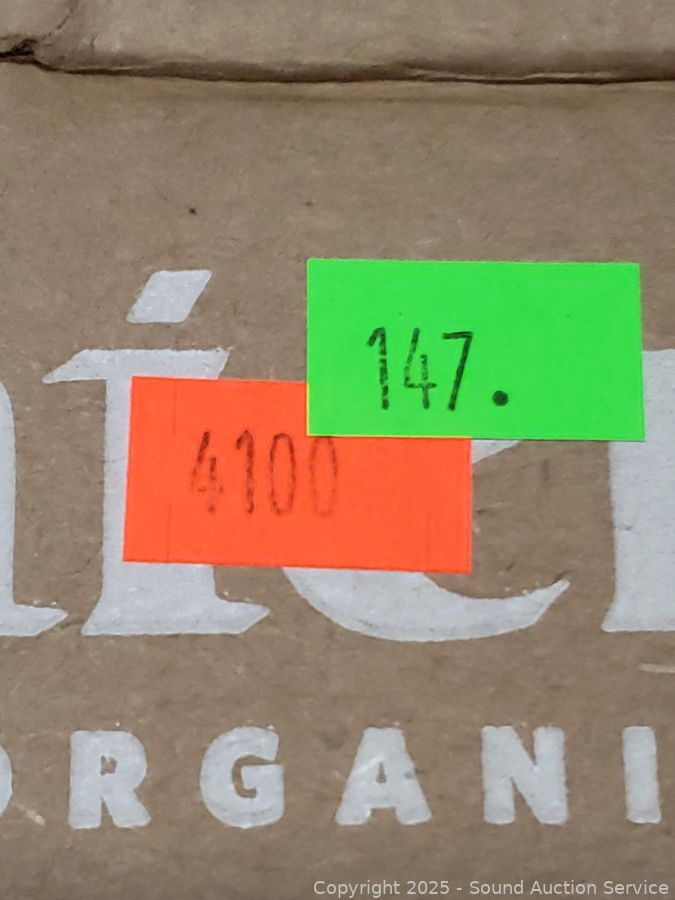 147.
4100
ORGANI
Copyright 2025 - Sound Auction Service